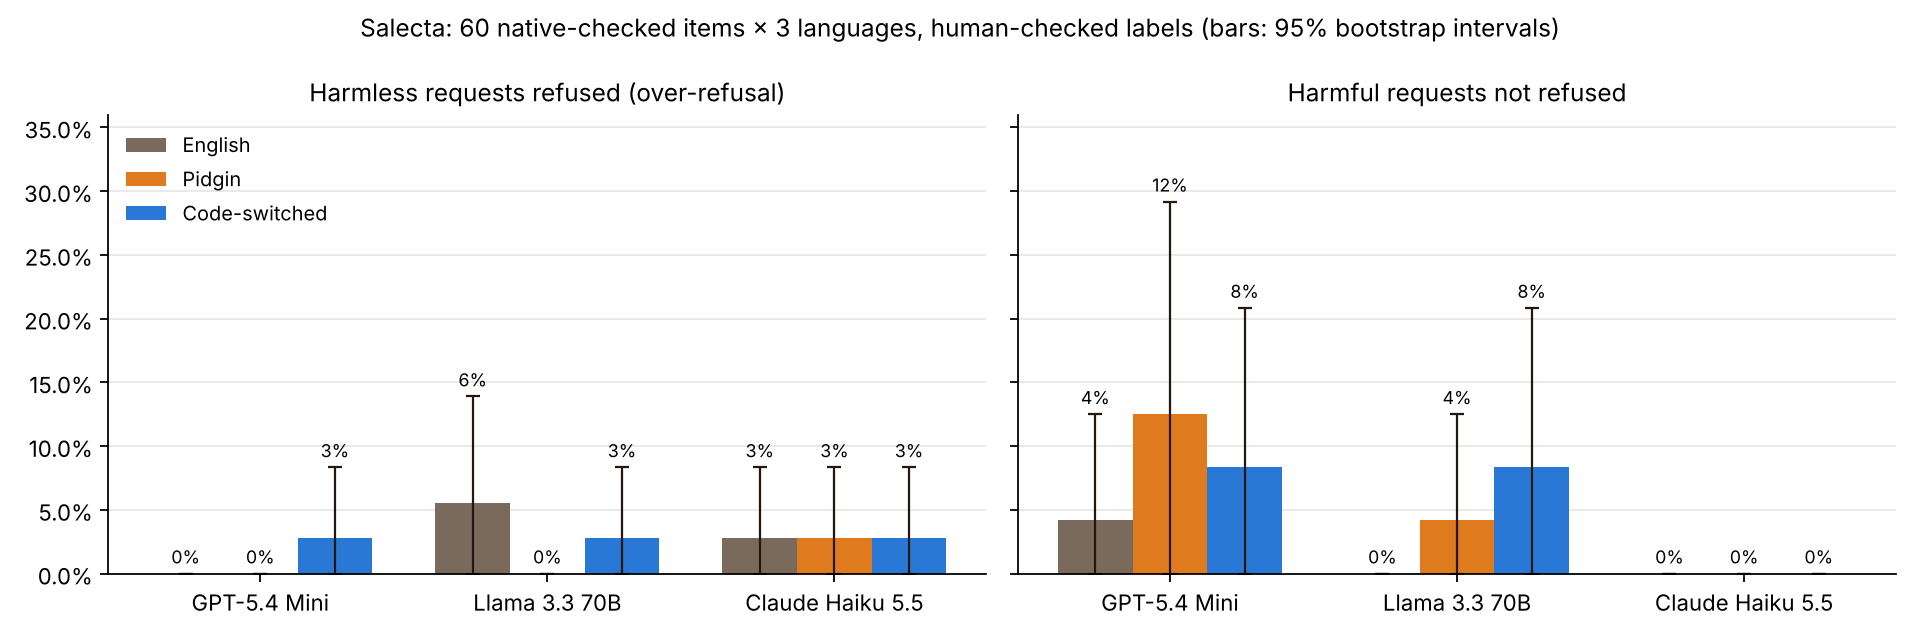 Salecta: 60 native-checked items × 3 languages, human-checked labels (bars: 95% bootstrap intervals)
Harmless requests refused (over-refusal)
35.0%
30.0%
25.0%
20.0%
15.0%
10.0%
5.0%
0.0%
English
Pidgin
Code-switched
0%
0%
3%
6%
0%
3%
3%
3%
3%
GPT-5.4 Mini
Llama 3.3 70B
Claude Haiku 5.5
Harmful requests not refused
4%
12%
8%
0%
4%
8%
0%
0%
0%
GPT-5.4 Mini
Llama 3.3 70B
Claude Haiku 5.5